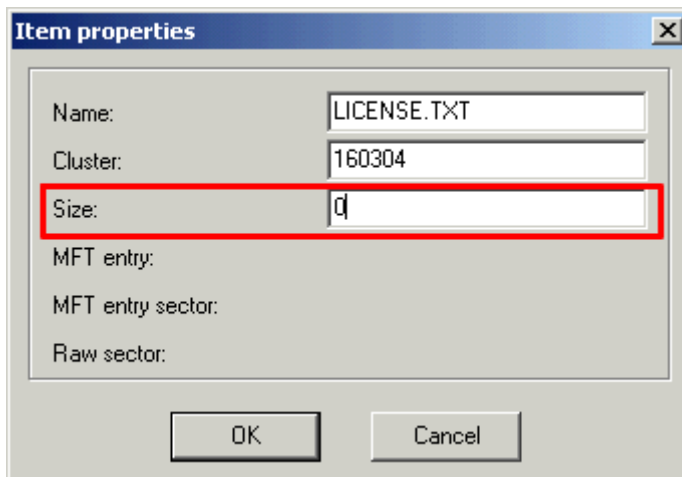 Item properties
Name: LICENSE.TXT
Cluster: 160304
Size: 0
MFT entry:
MFT entry sector:
Raw sector:
OK Cancel